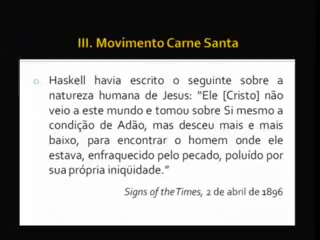 III. Movimento Carne Santa
o. Haskell havia escrito o seguinte sobre a
natureza humana de Jesus: “Ele [Cristo] não
veio a este mundo e tomou sobre Si mesmo a
condição de Adão, mas desceu mais e mais
baixo, para encontrar o homem onde ele
estava, enfraquecido pelo pecado, poluído por
sua própria iniqüidade.”
Signs of the Times, 2 de abril de 1896